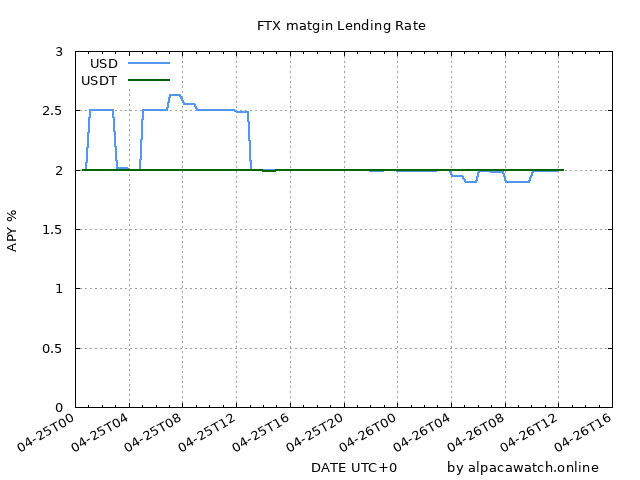 FTX matgin Lending Rate
3
USD
USDT
2.5
2
1.5
1
0.5
0
APY %
04-25T00
04-25T04
04-25T08
04-25T12
04-25T16
04-25T20
04-26T00
04-26T04
04-26T08
04-26T12
04-26T16
DATE UTC+0
by alpacawatch.online